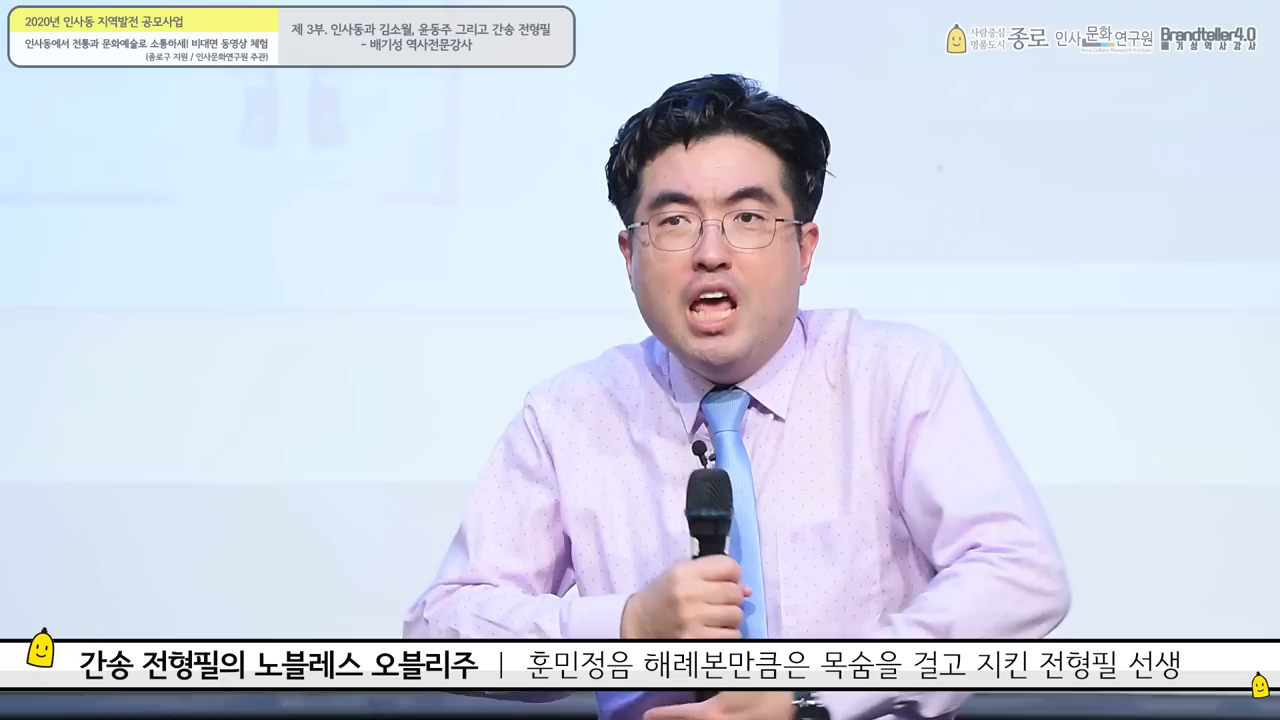 2020년 인사동 지역발전 공모사업
인사동에서 전통과 문화예술로 소통하세! 비대면 동영상 체험
(종로구 지원 / 인사문화연구원 주관)
제 3부. 인사동과 김소월, 윤동주 그리고 간송 전형필
- 배기성 역사전문강사
사람중심
명품도시 종로
인사문화연구원
Insa Culture Research Institute
Brandteller4.0
배기성역사강사
간송 전형필의 노블레스 오블리주 | 훈민정음 해례본만큼은 목숨을 걸고 지킨 전형필 선생